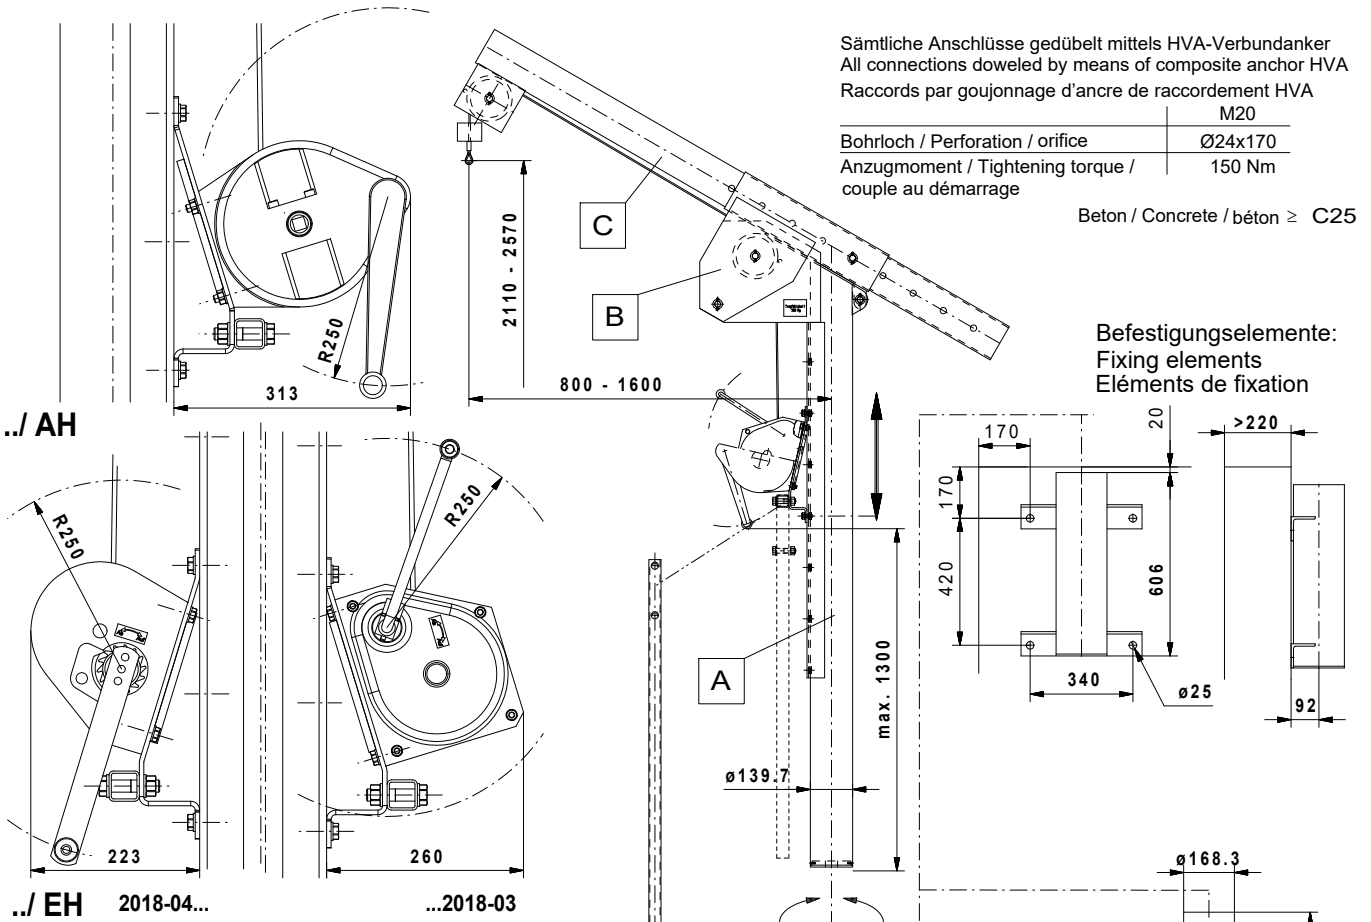 Sämtliche Anschlüsse gedübelt mittels HVA-Verbundanker
All connections doweled by means of composite anchor HVA
Raccords par goujonnage d'ancre de raccordement HVA
M20
Bohrloch / Perforation / orifice Ø24x170
Anzugmoment / Tightening torque / 150 Nm
couple au démarrage
Beton / Concrete / béton ≥ C25
C
B
A
2110 - 2570
800 - 1600
max. 1300
ø139.7
R250
313
../ AH
R250
223
R250
260
../ EH 2018-04... ...2018-03
Befestigungselemente:
Fixing elements
Eléments de fixation
170
20
>220
170
420
606
340
ø25
92
ø168.3